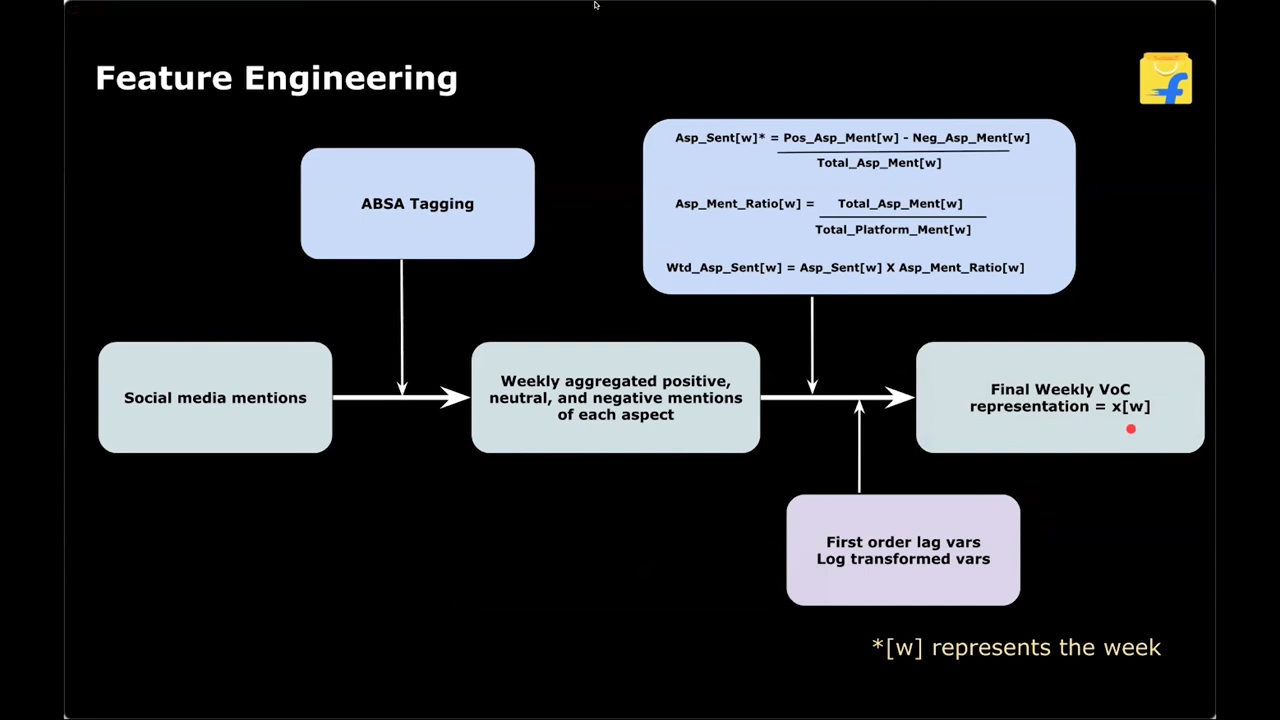 Feature Engineering
Asp_Sent[w]* = Pos_Asp_Ment[w] - Neg_Asp_Ment[w]
Total_Asp_Ment[w]
Asp_Ment_Ratio[w] = Total_Asp_Ment[w]
Total_Platform_Ment[w]
Wtd_Asp_Sent[w] = Asp_Sent[w] X Asp_Ment_Ratio[w]
ABSA Tagging
Social media mentions
Weekly aggregated positive,
neutral, and negative mentions
of each aspect
Final Weekly VoC
representation = x[w]
First order lag vars
Log transformed vars
*[w] represents the week